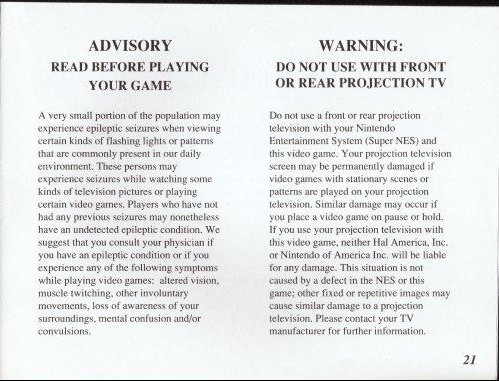 ADVISORY
READ BEFORE PLAYING
YOUR GAME
A very small portion of the population may
experience epileptic seizures when viewing
certain kinds of flashing lights or patterns
that are commonly present in our daily
environment. These persons may
experience seizures while watching some
kinds of television pictures or playing
certain video games. Players who have not
had any previous seizures may nonetheless
have an undetected epileptic condition. We
suggest that you consult your physician if
you have an epileptic condition or if you
experience any of the following symptoms
while playing video games: altered vision,
muscle twitching, other involuntary
movements, loss of awareness of your
surroundings, mental confusion and/or
convulsions.
WARNING:
DO NOT USE WITH FRONT
OR REAR PROJECTION TV
Do not use a front or rear projection
television with your Nintendo
Entertainment System (Super NES) and
this video game. Your projection television
screen may be permanently damaged if
video games with stationary scenes or
patterns are played on your projection
television. Similar damage may occur if
you place a video game on pause or hold.
If you use your projection television with
this video game, neither Hal America, Inc.
or Nintendo of America Inc. will be liable
for any damage. This situation is not
caused by a defect in the NES or this
game; other fixed or repetitive images may
cause similar damage to a projection
television. Please contact your TV
manufacturer for further information.
21